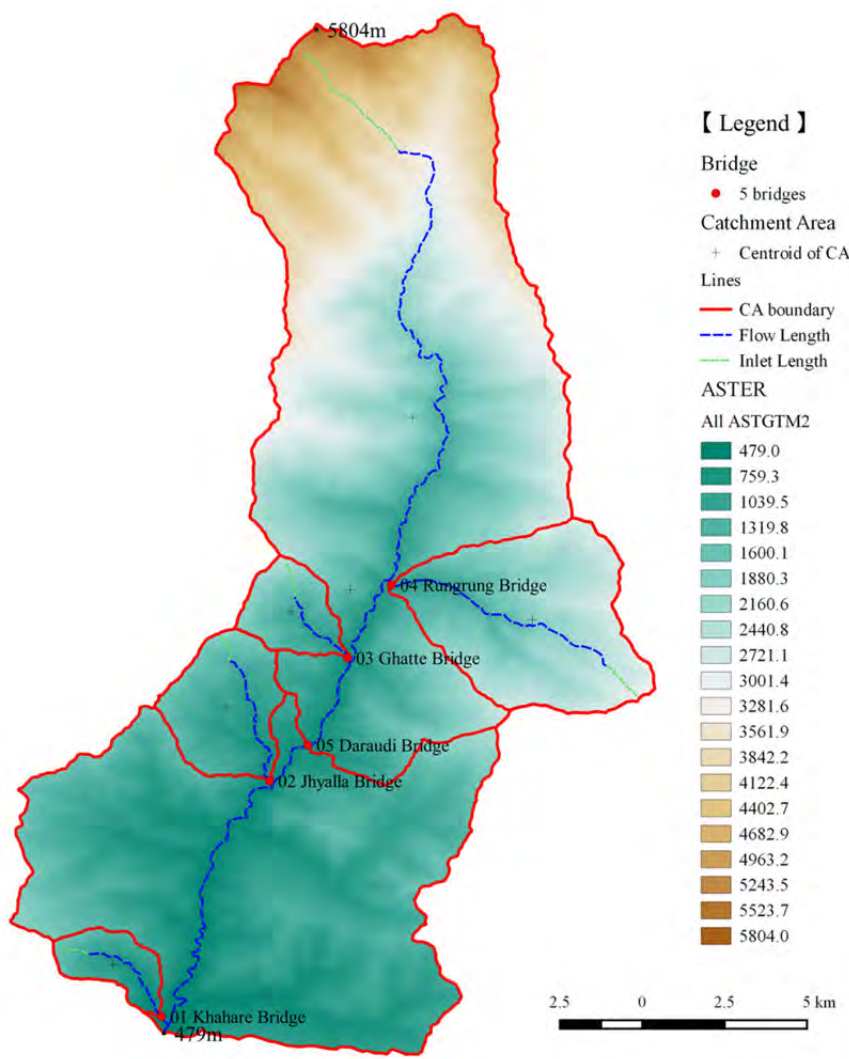 5804m
【 Legend 】
Bridge
5 bridges
Catchment Area
Centroid of CA
Lines
CA boundary
Flow Length
Inlet Length
ASTER
All ASTGTM2
479.0
759.3
1039.5
1319.8
1600.1
1880.3
2160.6
2440.8
2721.1
3001.4
3281.6
3561.9
3842.2
4122.4
4402.7
4682.9
4963.2
5243.5
5523.7
5804.0
04 Rungrung Bridge
03 Ghatte Bridge
05 Daraudi Bridge
02 Jhyalla Bridge
01 Khahare Bridge
479m
2.5 0 2.5 5 km